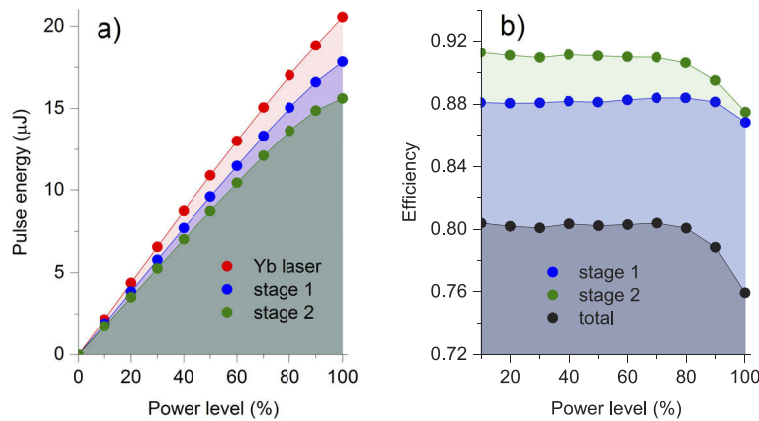 a)
Pulse energy (μJ)
20
15
10
5
0
Yb laser
stage 1
stage 2
0 20 40 60 80 100
Power level (%)
b)
Efficiency
0.92
0.88
0.84
0.80
0.76
0.72
stage 1
stage 2
total
20 40 60 80 100
Power level (%)